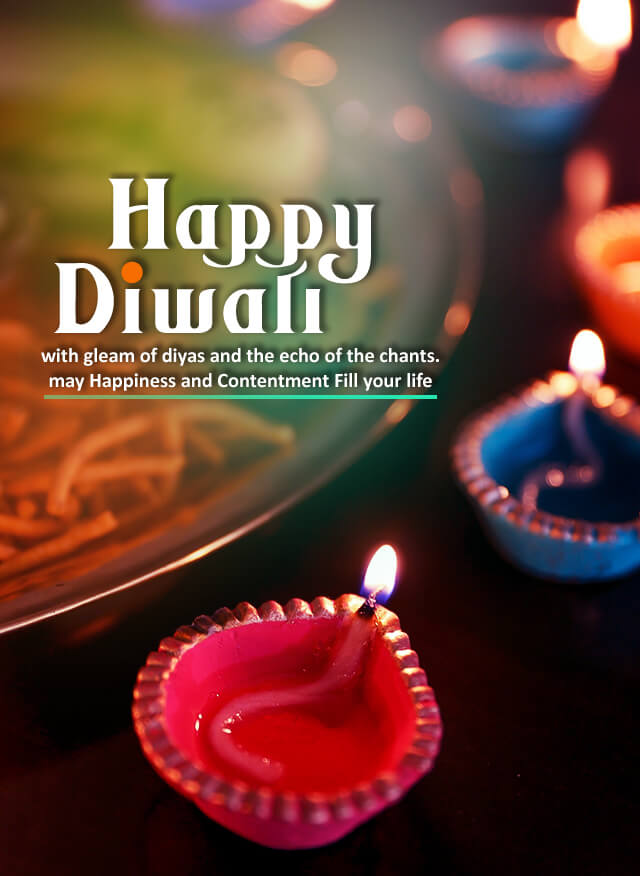 Happy
Diwali
with gleam of diyas and the echo of the chants.
may Happiness and Contentment Fill your life